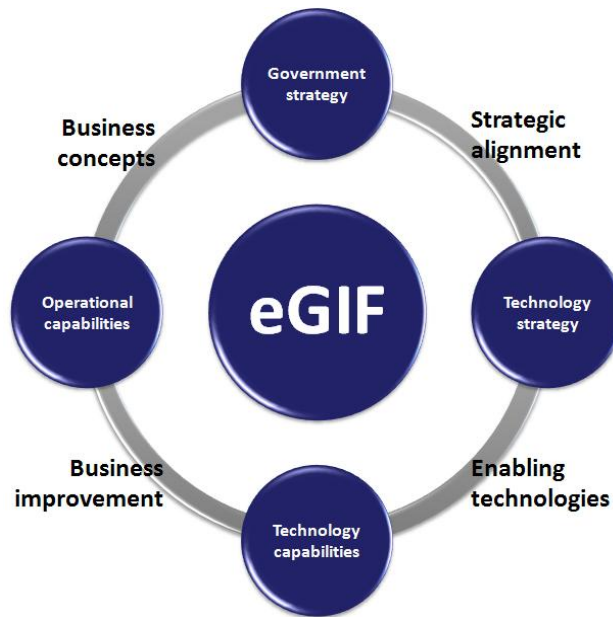 Government
strategy
Business
concepts
Strategic
alignment
Operational
capabilities
eGIF
Technology
strategy
Business
improvement
Enabling
technologies
Technology
capabilities